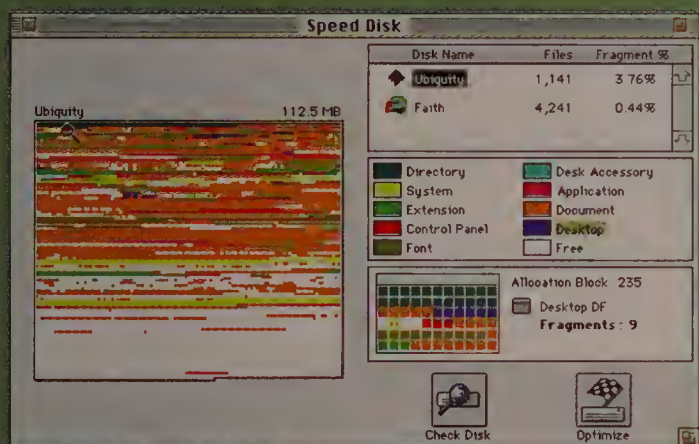 Speed Disk
Disk Name Files Fragment %
Ubiquity 1,141 3.76%
Faith 4,241 0.44%
Ubiquity 112.5 MB
Directory Desk Accessory
System Application
Extension Document
Control Panel Desktop
Font Free
Allocation Block 235
Desktop DF
Fragments : 9
Check Disk Optimize